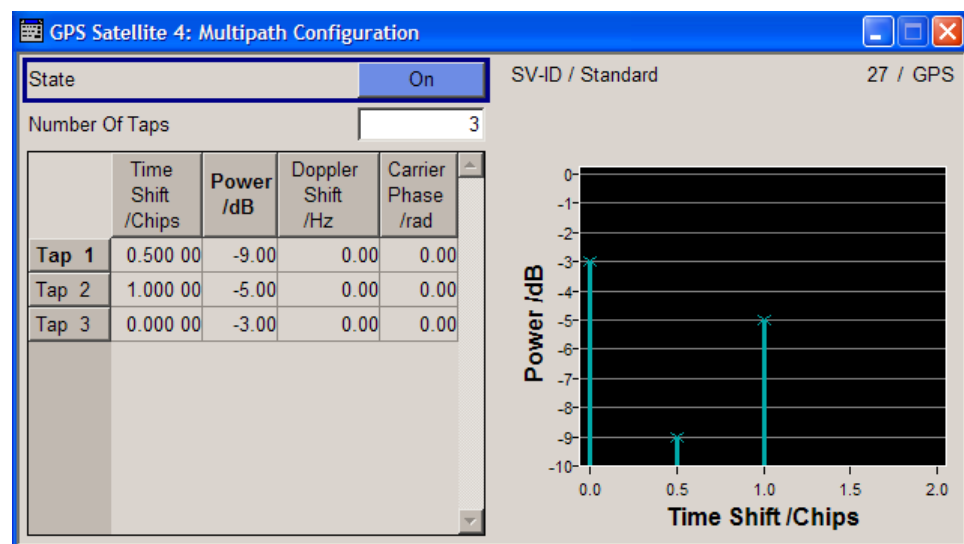 GPS Satellite 4: Multipath Configuration
State On
Number Of Taps 3
Time Shift /Chips Power /dB Doppler Shift /Hz Carrier Phase /rad
Tap 1 0.500 00 -9.00 0.00 0.00
Tap 2 1.000 00 -5.00 0.00 0.00
Tap 3 0.000 00 -3.00 0.00 0.00
SV-ID / Standard 27 / GPS
Power /dB
0
-1
-2
-3
-4
-5
-6
-7
-8
-9
-10
0.0 0.5 1.0 1.5 2.0
Time Shift /Chips